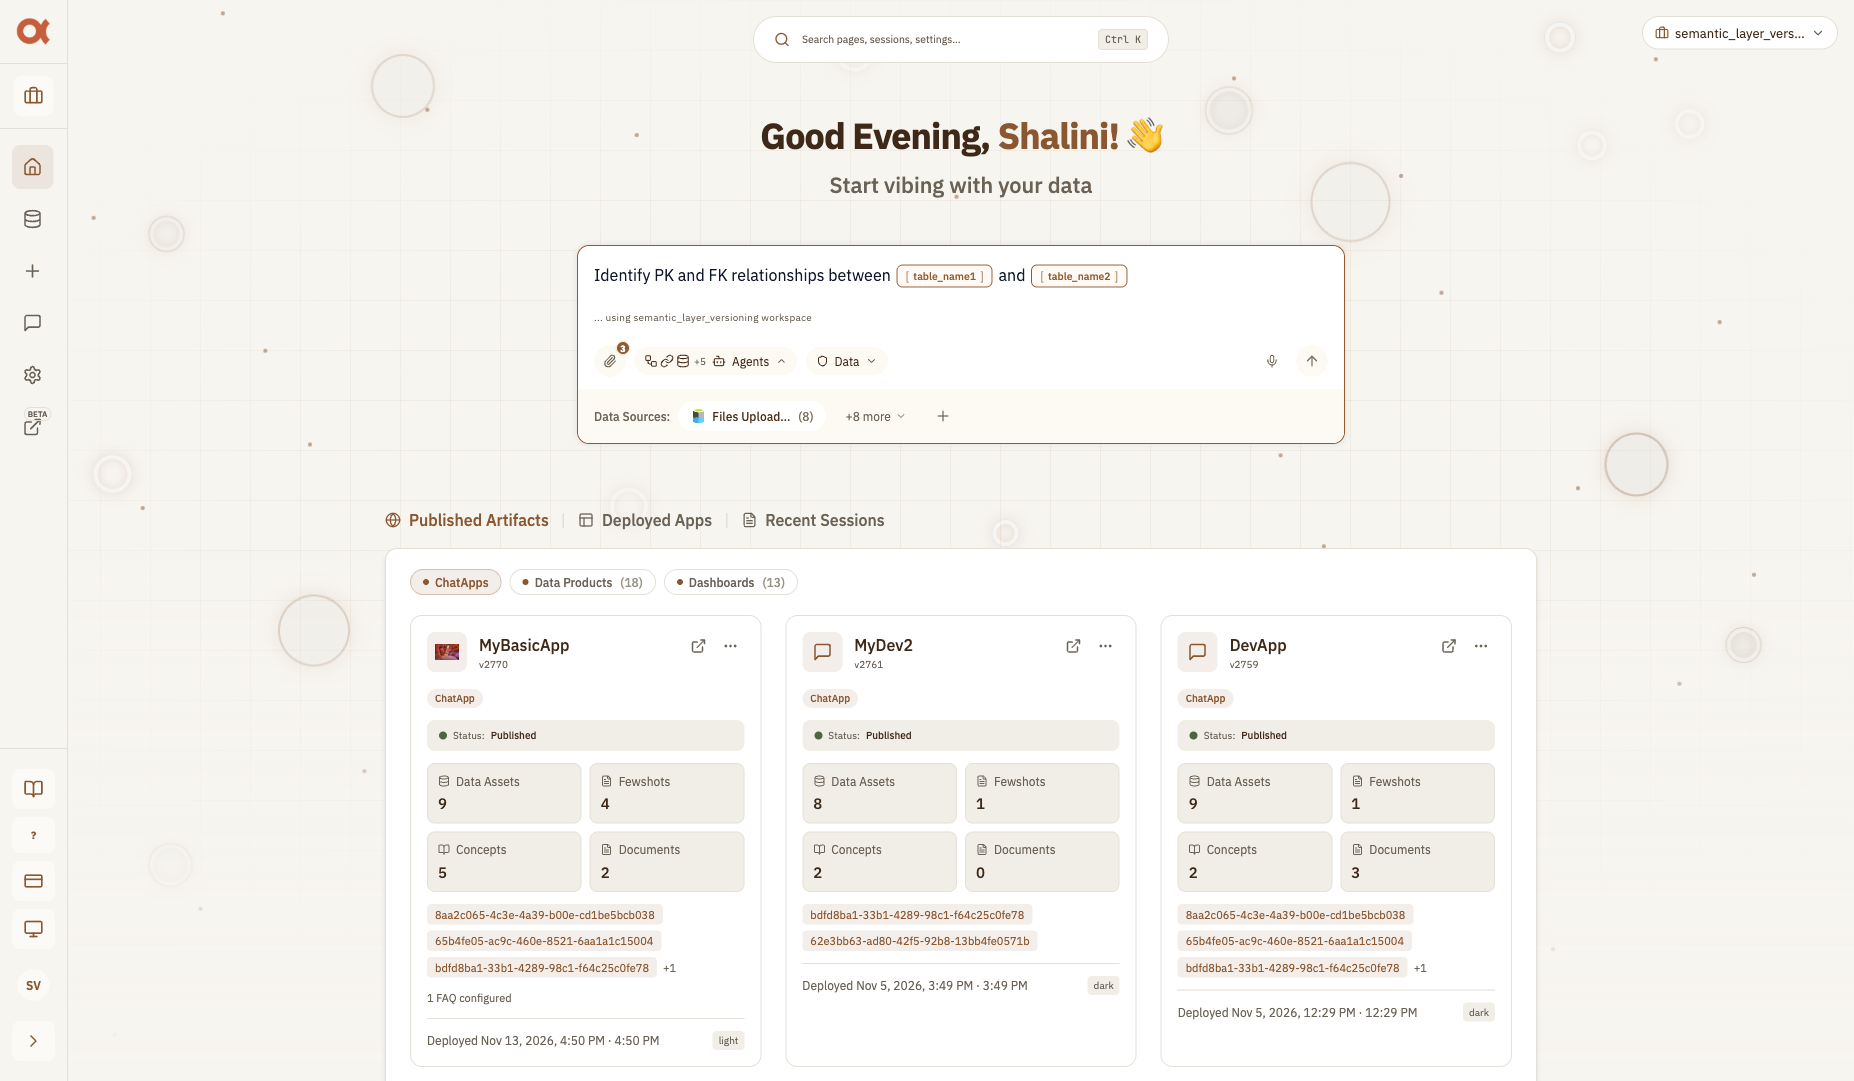 Search pages, sessions, settings...
Ctrl K
semantic_layer_vers...
Good Evening, Shalini! 👋
Start vibing with your data
Identify PK and FK relationships between [ table_name1 ] and [ table_name2 ]
... using semantic_layer_versioning workspace
3
+5 Agents
Data
Data Sources: Files Upload... (8) +8 more
BETA
Published Artifacts
Deployed Apps
Recent Sessions
ChatApps
Data Products (18)
Dashboards (13)
MyBasicApp
v2770
ChatApp
Status: Published
Data Assets
9
Fewshots
4
Concepts
5
Documents
2
8aa2c065-4c3e-4a39-b00e-cd1be5bcb038
65b4fe05-ac9c-460e-8521-6aa1a1c15004
bdfd8ba1-33b1-4289-98c1-f64c25c0fe78 +1
1 FAQ configured
Deployed Nov 13, 2026, 4:50 PM · 4:50 PM
light
MyDev2
v2761
ChatApp
Status: Published
Data Assets
8
Fewshots
1
Concepts
2
Documents
0
bdfd8ba1-33b1-4289-98c1-f64c25c0fe78
62e3bb63-ad80-42f5-92b8-13bb4fe0571b
Deployed Nov 5, 2026, 3:49 PM · 3:49 PM
dark
DevApp
v2759
ChatApp
Status: Published
Data Assets
9
Fewshots
1
Concepts
2
Documents
3
8aa2c065-4c3e-4a39-b00e-cd1be5bcb038
65b4fe05-ac9c-460e-8521-6aa1a1c15004
bdfd8ba1-33b1-4289-98c1-f64c25c0fe78 +1
Deployed Nov 5, 2026, 12:29 PM · 12:29 PM
dark
?
SV